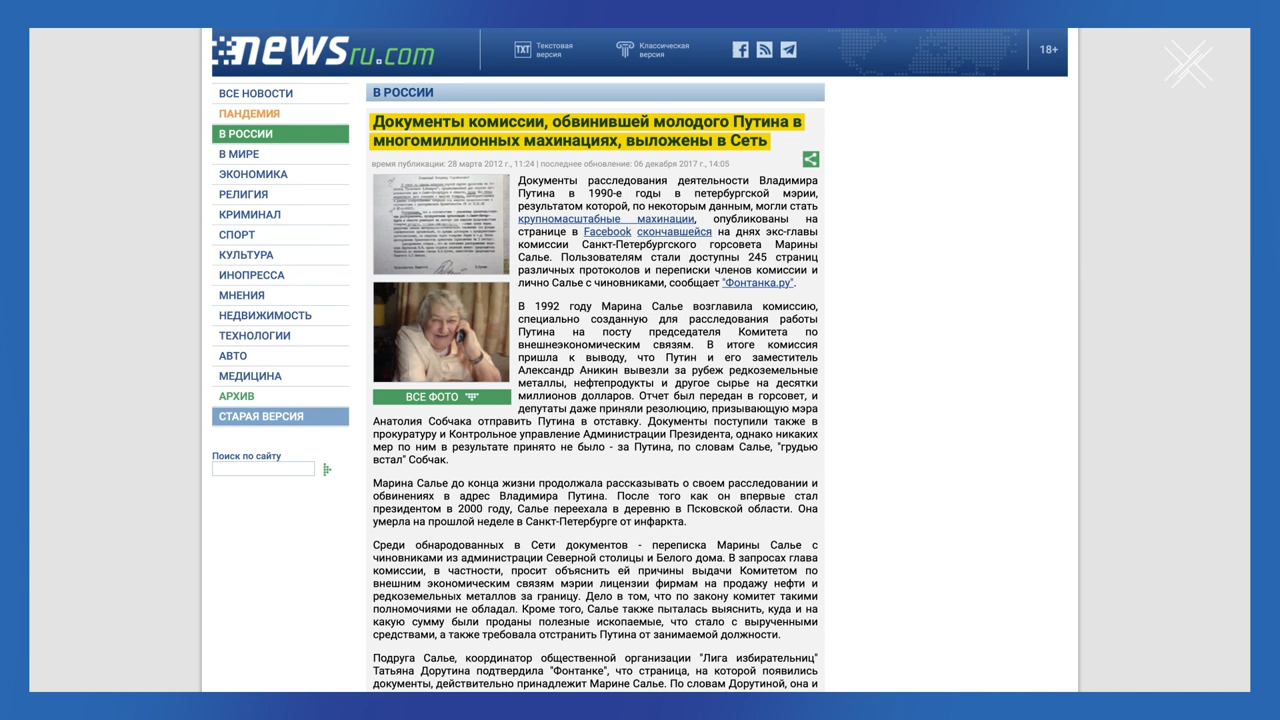 newsru.com
TXT
Текстовая
версия
Классическая
версия
18+
ВСЕ НОВОСТИ
ПАНДЕМИЯ
В РОССИИ
В МИРЕ
ЭКОНОМИКА
РЕЛИГИЯ
КРИМИНАЛ
СПОРТ
КУЛЬТУРА
ИНОПРЕССА
МНЕНИЯ
НЕДВИЖИМОСТЬ
ТЕХНОЛОГИИ
АВТО
МЕДИЦИНА
АРХИВ
СТАРАЯ ВЕРСИЯ
Поиск по сайту
В РОССИИ
Документы комиссии, обвинившей молодого Путина в
многомиллионных махинациях, выложены в Сеть
время публикации: 28 марта 2012 г., 11:24 | последнее обновление: 06 декабря 2017 г., 14:05
ВСЕ ФОТО
Документы расследования деятельности Владимира
Путина в 1990-е годы в петербургской мэрии,
результатом которой, по некоторым данным, могли стать
крупномасштабные махинации, опубликованы на
странице в Facebook скончавшейся на днях экс-главы
комиссии Санкт-Петербургского горсовета Марины
Салье. Пользователям стали доступны 245 страниц
различных протоколов и переписки членов комиссии и
лично Салье с чиновниками, сообщает "Фонтанка.ру".
В 1992 году Марина Салье возглавила комиссию,
специально созданную для расследования работы
Путина на посту председателя Комитета по
внешнеэкономическим связям. В итоге комиссия
пришла к выводу, что Путин и его заместитель
Александр Аникин вывезли за рубеж редкоземельные
металлы, нефтепродукты и другое сырье на десятки
миллионов долларов. Отчет был передан в горсовет, и
депутаты даже приняли резолюцию, призывающую мэра
Анатолия Собчака отправить Путина в отставку. Документы поступили также в
прокуратуру и Контрольное управление Администрации Президента, однако никаких
мер по ним в результате принято не было - за Путина, по словам Салье, "грудью
встал" Собчак.
Марина Салье до конца жизни продолжала рассказывать о своем расследовании и
обвинениях в адрес Владимира Путина. После того как он впервые стал
президентом в 2000 году, Салье переехала в деревню в Псковской области. Она
умерла на прошлой неделе в Санкт-Петербурге от инфаркта.
Среди обнародованных в Сети документов - переписка Марины Салье с
чиновниками из администрации Северной столицы и Белого дома. В запросах глава
комиссии, в частности, просит объяснить ей причины выдачи Комитетом по
внешним экономическим связям мэрии лицензии фирмам на продажу нефти и
редкоземельных металлов за границу. Дело в том, что по закону комитет такими
полномочиями не обладал. Кроме того, Салье также пыталась выяснить, куда и на
какую сумму были проданы полезные ископаемые, что стало с вырученными
средствами, а также требовала отстранить Путина от занимаемой должности.
Подруга Салье, координатор общественной организации "Лига избирательниц"
Татьяна Дорутина подтвердила "Фонтанке", что страница, на которой появились
документы, действительно принадлежит Марине Салье. По словам Дорутиной, она и